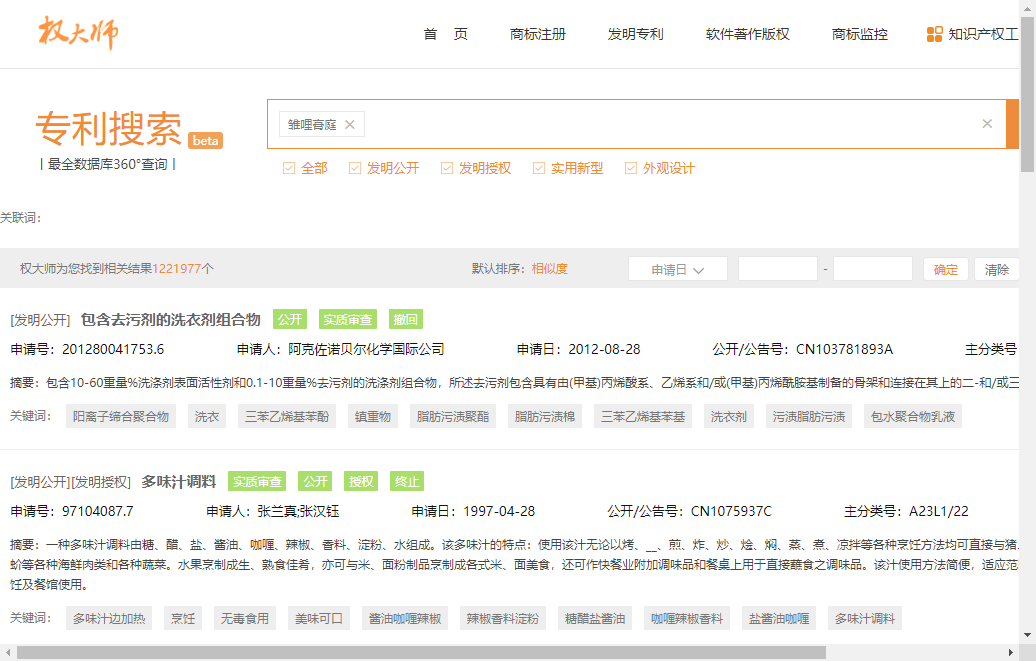 权大师
首 页 商标注册 发明专利 软件著作版权 商标监控 知识产权工
专利搜索 beta
最全数据库360°查询
雏哩奇庭
全部 发明公开 发明授权 实用新型 外观设计
关联词：
权大师为您找到相关结果1221977个 默认排序：相似度 申请日 - 确定 清除
[发明公开] 包含去污剂的洗衣剂组合物 公开 实质审查 撤回
申请号：201280041753.6 申请人：阿克佐诺贝尔化学国际公司 申请日：2012-08-28 公开/公告号：CN103781893A 主分类号
摘要：包含10-60重量%洗涤剂表面活性剂和0.1-10重量%去污剂的洗涤剂组合物，所述去污剂包含具有由(甲基)丙烯酸系、乙烯系和/或(甲基)丙烯酰胺基制备的骨架和连接在其上的二-和/或三
关键词： 阳离子缔合聚合物 洗衣 三苯乙烯基苯酚 镇重物 脂肪污渍聚酯 脂肪污渍棉 三苯乙烯基苯基 洗衣剂 污渍脂肪污渍 包水聚合物乳液
[发明公开][发明授权] 多味汁调料 实质审查 公开 授权 终止
申请号：97104087.7 申请人：张兰真;张汉钰 申请日：1997-04-28 公开/公告号：CN1075937C 主分类号：A23L1/22
摘要：一种多味汁调料由糖、醋、盐、酱油、咖喱、辣椒、香料、淀粉、水组成。该多味汁的特点：使用该汁无论以烤、__、煎、炸、炒、烩、焖、蒸、煮、凉拌等各种烹饪方法均可直接与猪.
蚧等各种海鲜肉类和各种蔬菜。水果烹制成生、熟食佳肴，亦可与米、面粉制品烹制成各式米、面美食，还可作快餐业附加调味品和餐桌上用于直接蘸食之调味品。该汁使用方法简便，适应范
饪及餐馆使用。
关键词： 多味汁边加热 烹饪 无毒食用 美味可口 酱油咖喱辣椒 辣椒香料淀粉 糖醋盐酱油 咖喱辣椒香料 盐酱油咖喱 多味汁调料